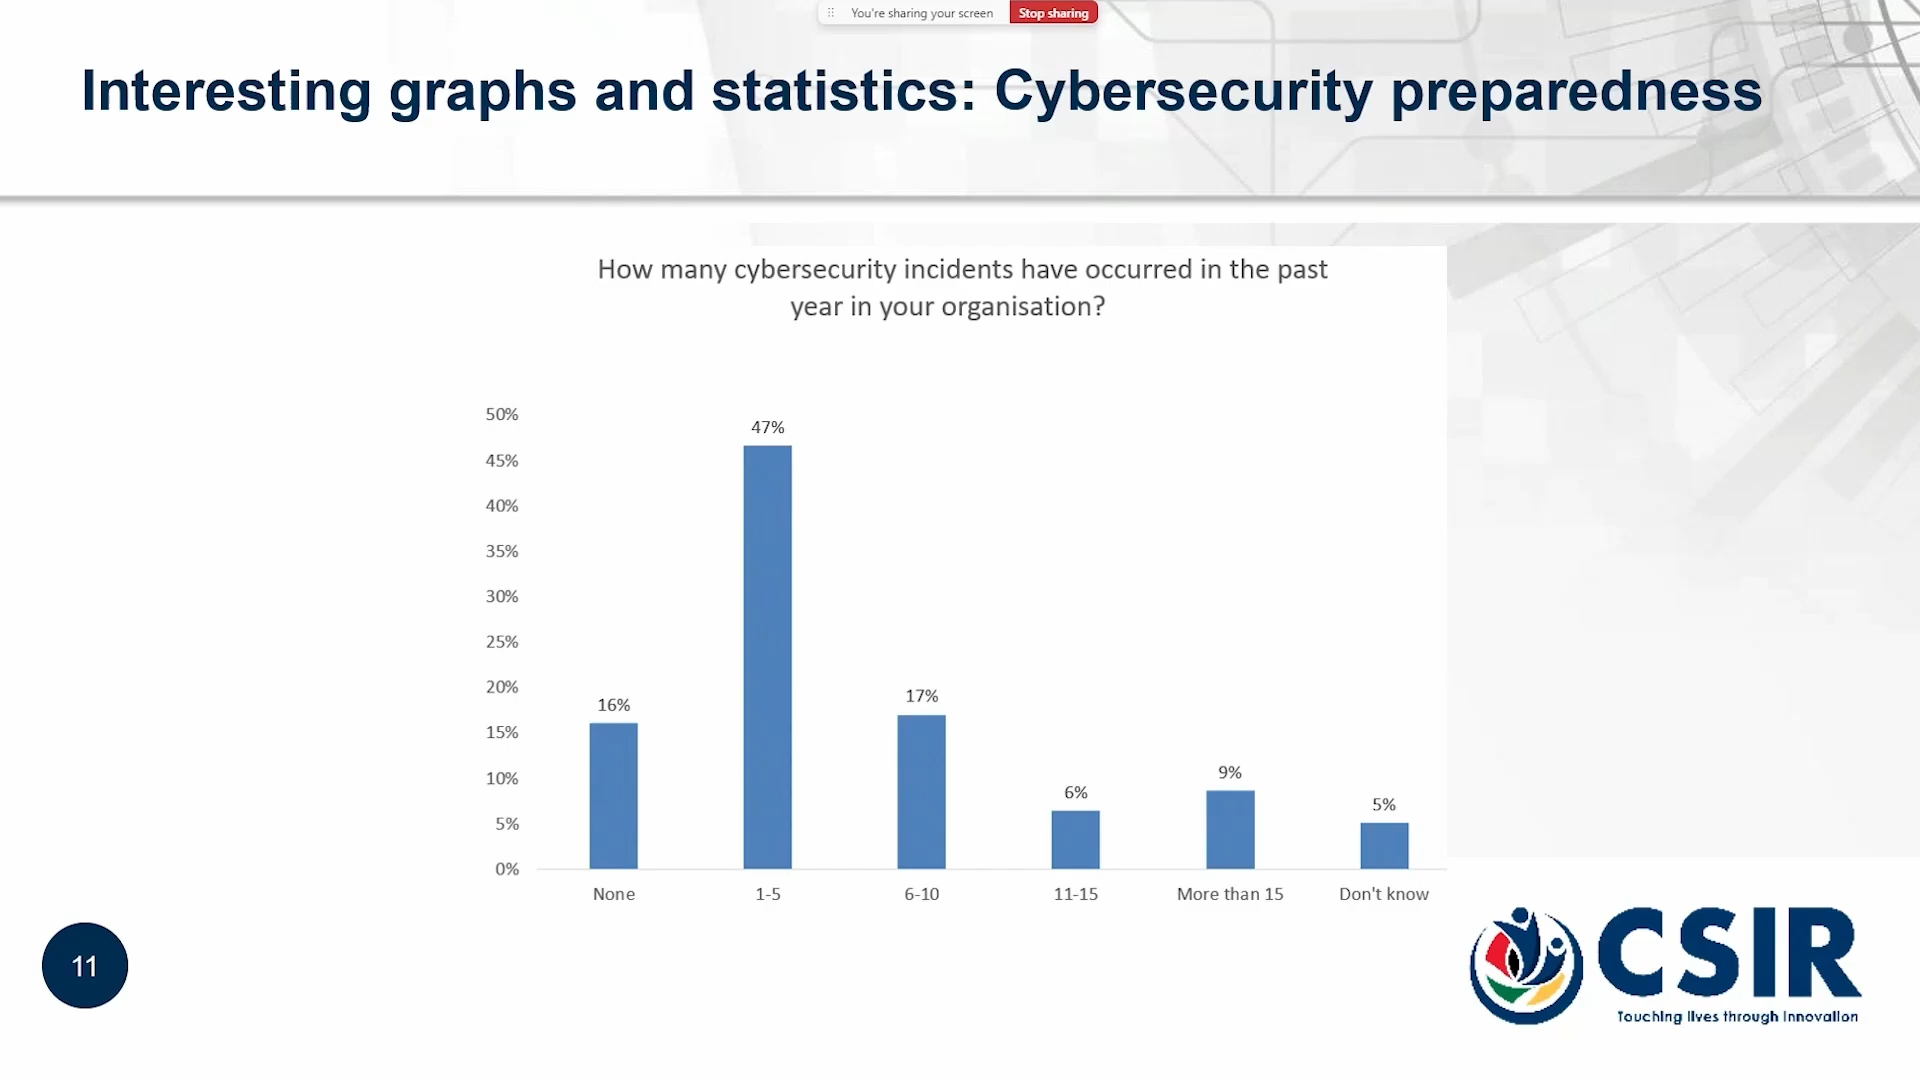 You're sharing your screen
Stop sharing
Interesting graphs and statistics: Cybersecurity preparedness
How many cybersecurity incidents have occurred in the past
year in your organisation?
50%
45%
40%
35%
30%
25%
20%
15%
10%
5%
0%
16%
47%
17%
6%
9%
5%
None
1-5
6-10
11-15
More than 15
Don't know
11
CSIR
Touching lives through innovation